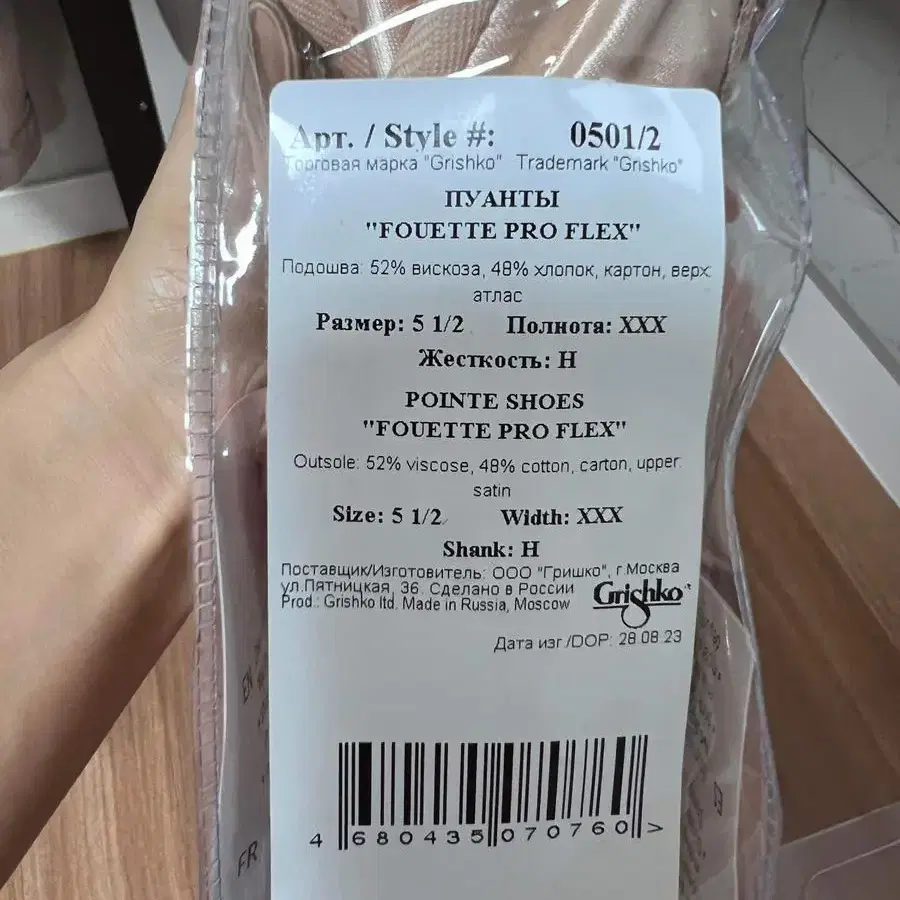 Арт. / Style #: 0501/2
Торговая марка "Grishko" Trademark "Grishko"
ПУАНТЫ
"FOUETTE PRO FLEX"
Подошва: 52% вискоза, 48% хлопок, картон, верх:
атлас
Размер: 5 1/2 Полнота: XXX
Жесткость: H
POINTE SHOES
"FOUETTE PRO FLEX"
Outsole: 52% viscose, 48% cotton, carton, upper:
satin
Size: 5 1/2 Width: XXX
Shank: H
Поставщик/Изготовитель: ООО "Гришко", г.Москва
ул.Пятницкая, 36. Сделано в России
Prod.: Grishko ltd. Made in Russia, Moscow
Grishko
Дата изг./DOP: 28.08.23
4 680435 070760 >
EN
FR